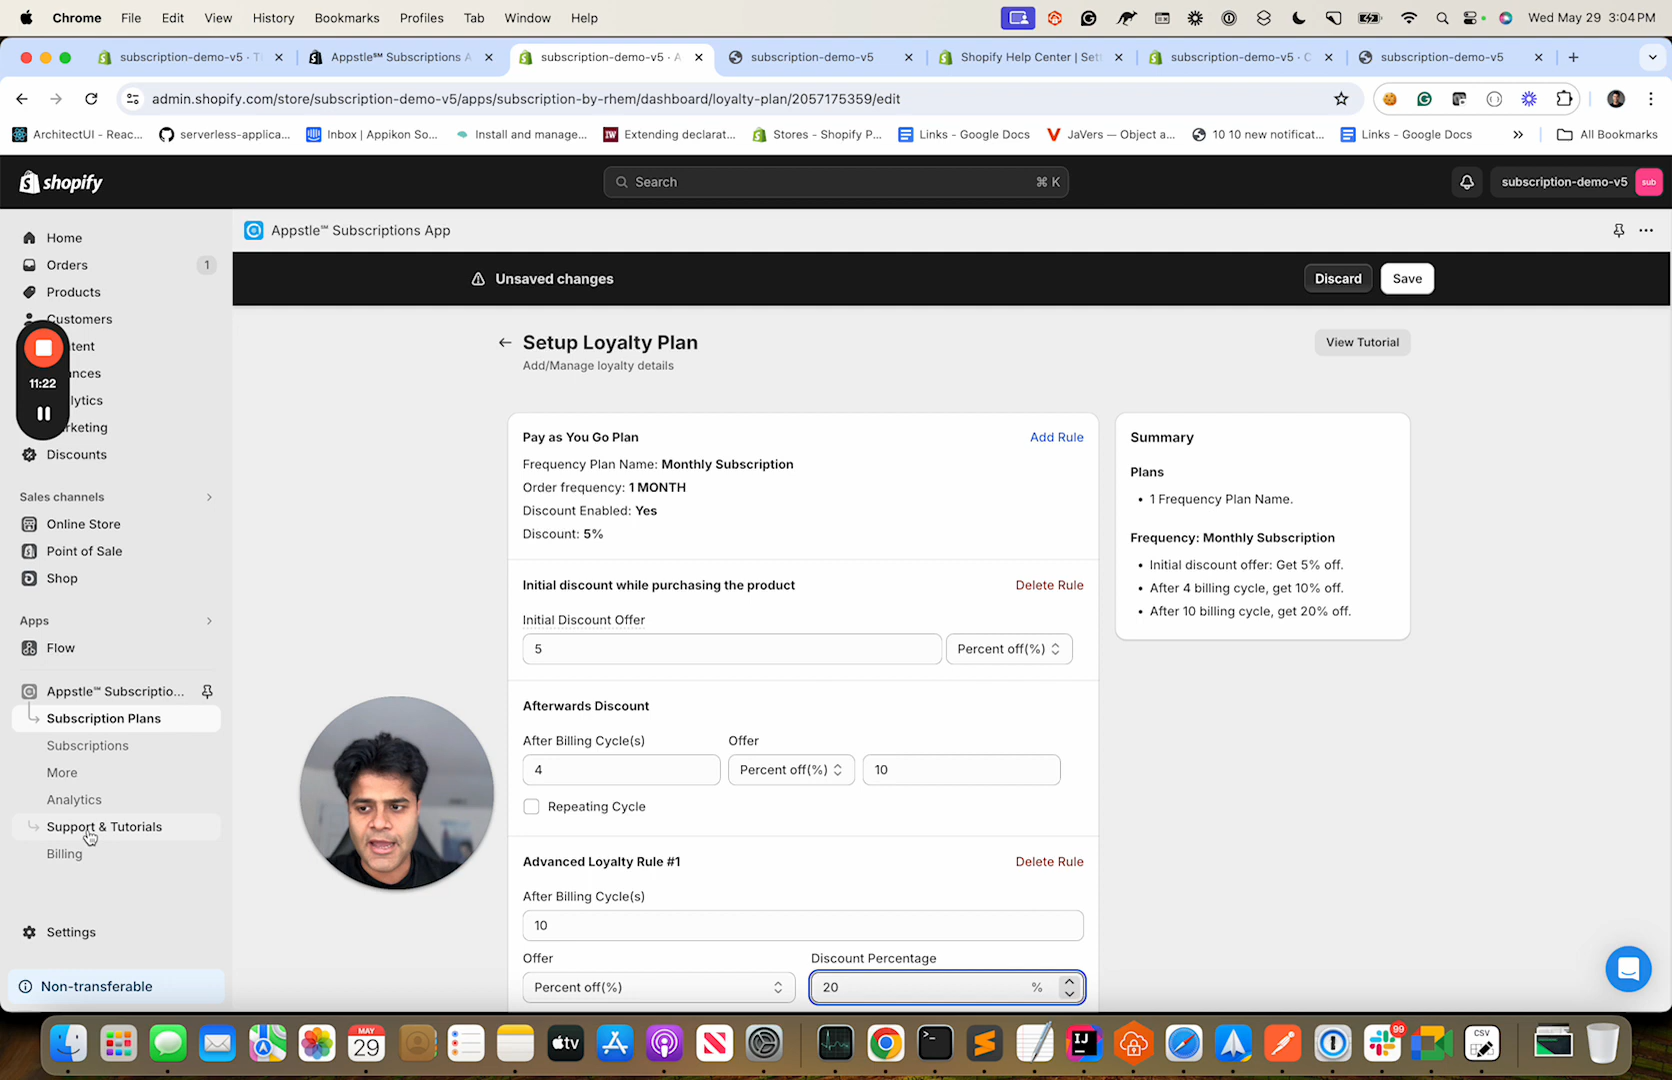 Chrome File Edit View History Bookmarks Profiles Tab Window Help Wed May 29 3:04 PM
subscription-demo-v5 · T
Appstle℠ Subscriptions A
subscription-demo-v5 · A
subscription-demo-v5
Shopify Help Center | Set
subscription-demo-v5 · C
subscription-demo-v5
admin.shopify.com/store/subscription-demo-v5/apps/subscription-by-rhem/dashboard/loyalty-plan/2057175359/edit
ArchitectUI - Reac...
serverless-applica...
Inbox | Appikon So...
Install and manage...
Extending declarat...
Stores - Shopify P...
Links - Google Docs
JaVers — Object a...
10 10 new notificat...
Links - Google Docs
» All Bookmarks
shopify
Search ⌘ K
subscription-demo-v5 sub
Home
Orders 1
Products
Customers
tent
nces
lytics
rketing
Discounts
11:22
Sales channels
Online Store
Point of Sale
Shop
Apps
Flow
Appstle™ Subscriptio...
Subscription Plans
Subscriptions
More
Analytics
Support & Tutorials
Billing
Settings
Non-transferable
Appstle™ Subscriptions App
Unsaved changes
Discard Save
Setup Loyalty Plan
Add/Manage loyalty details
View Tutorial
Pay as You Go Plan Add Rule
Frequency Plan Name: Monthly Subscription
Order frequency: 1 MONTH
Discount Enabled: Yes
Discount: 5%
Initial discount while purchasing the product Delete Rule
Initial Discount Offer
5 Percent off(%)
Afterwards Discount
After Billing Cycle(s) Offer
4 Percent off(%) 10
Repeating Cycle
Advanced Loyalty Rule #1 Delete Rule
After Billing Cycle(s)
10
Offer Discount Percentage
Percent off(%) 20 %
Summary
Plans
• 1 Frequency Plan Name.
Frequency: Monthly Subscription
• Initial discount offer: Get 5% off.
• After 4 billing cycle, get 10% off.
• After 10 billing cycle, get 20% off.
MAY
29
tv
IJ
99
CSV